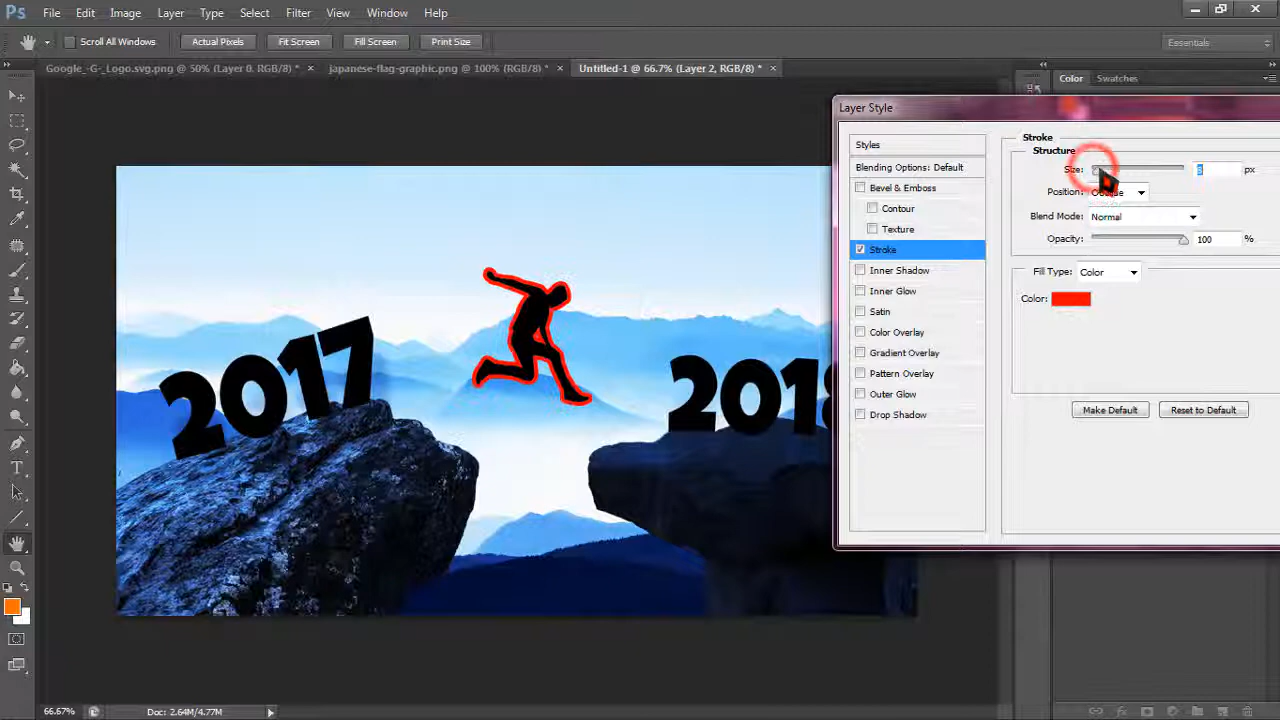 Ps File Edit Image Layer Type Select Filter View Window Help
Scroll All Windows Actual Pixels Fit Screen Fill Screen Print Size Essentials
Google_-G-_Logo.svg.png @ 50% (Layer 0, RGB/8) * × japanese-flag-graphic.png @ 100% (RGB/8) * × Untitled-1 @ 66.7% (Layer 2, RGB/8) * × Color Swatches
Layer Style
Stroke
Styles
Structure
Blending Options: Default
Size: px
Bevel & Emboss
Position:
Contour
Blend Mode: Normal
Texture
Opacity: 100 %
Stroke
Inner Shadow
Fill Type: Color
Inner Glow
Color:
Satin
Color Overlay
Gradient Overlay
Pattern Overlay
Outer Glow
Make Default Reset to Default
Drop Shadow
2017
2018
66.67% Doc: 2.64M/4.77M